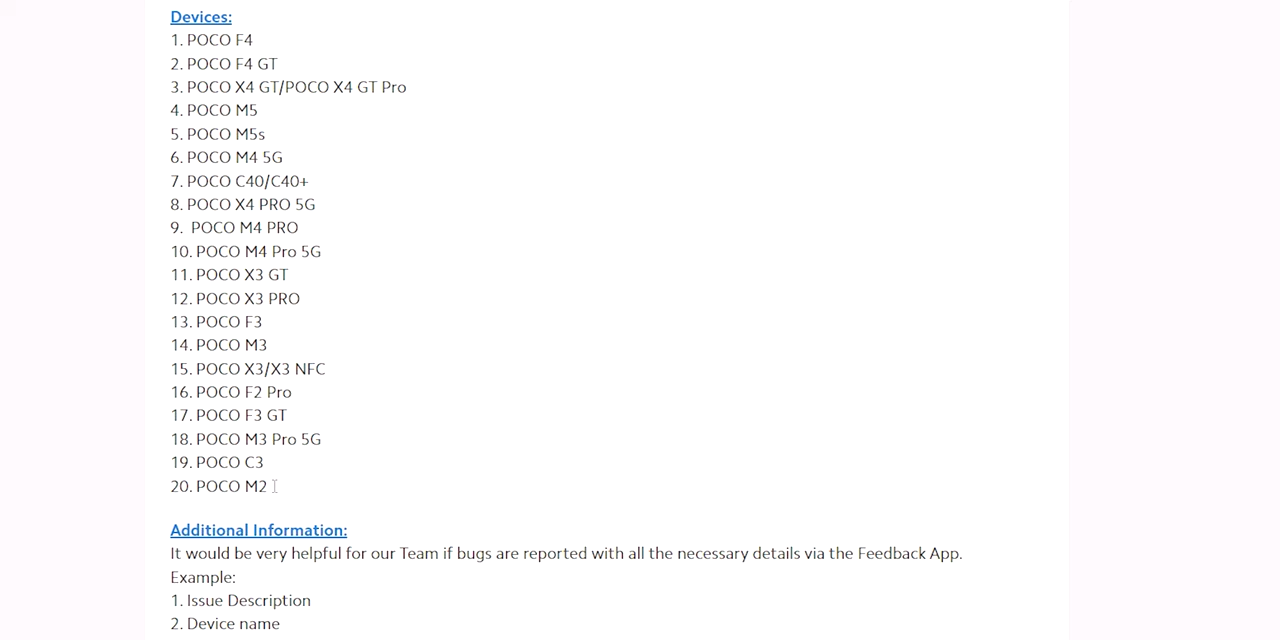 Devices:
1. POCO F4
2. POCO F4 GT
3. POCO X4 GT/POCO X4 GT Pro
4. POCO M5
5. POCO M5s
6. POCO M4 5G
7. POCO C40/C40+
8. POCO X4 PRO 5G
9. POCO M4 PRO
10. POCO M4 Pro 5G
11. POCO X3 GT
12. POCO X3 PRO
13. POCO F3
14. POCO M3
15. POCO X3/X3 NFC
16. POCO F2 Pro
17. POCO F3 GT
18. POCO M3 Pro 5G
19. POCO C3
20. POCO M2
Additional Information:
It would be very helpful for our Team if bugs are reported with all the necessary details via the Feedback App.
Example:
1. Issue Description
2. Device name